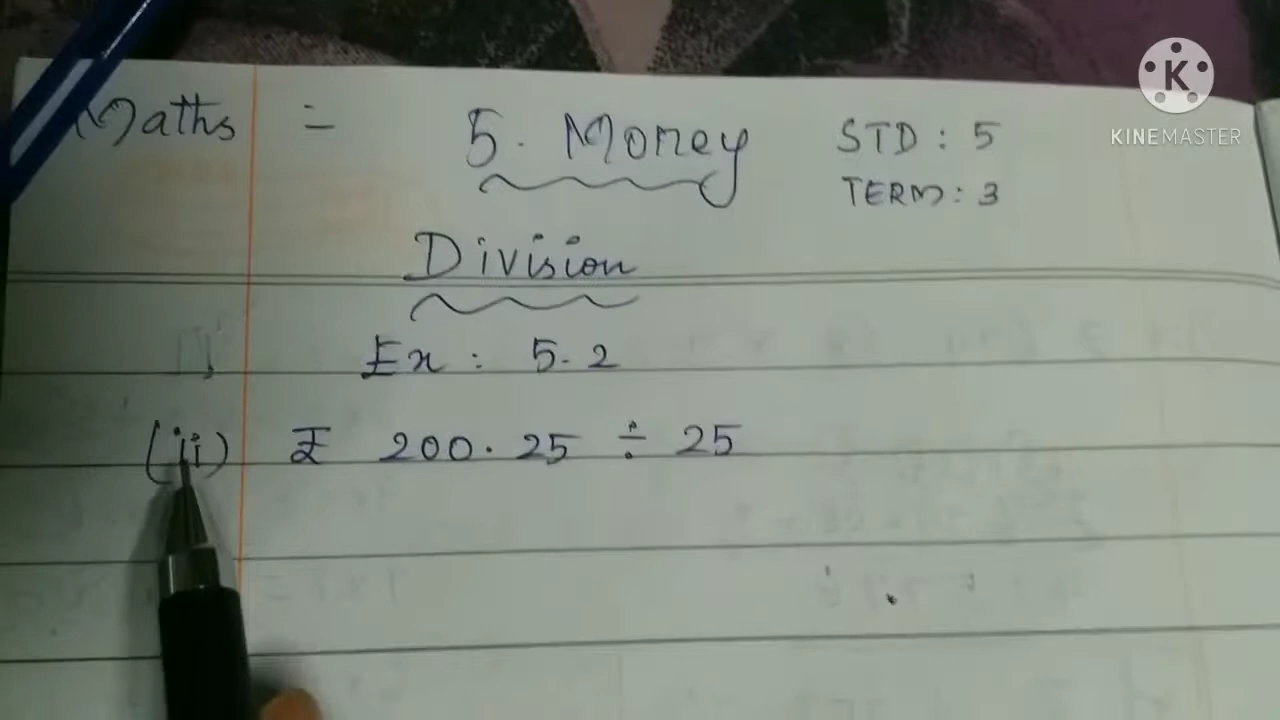 Maths = 5. Money STD : 5
TERM : 3
Division
Ex : 5.2
(ii) ₹ 200.25 ÷ 25
K
KINEMASTER